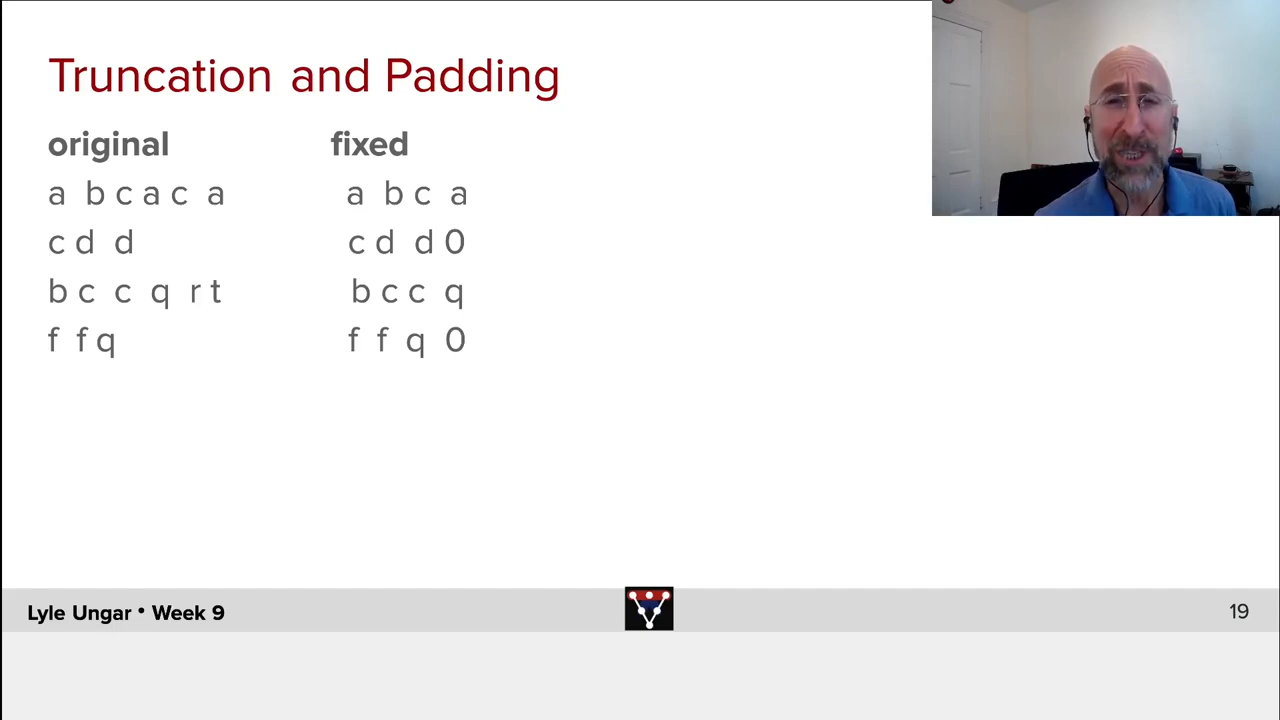 Truncation and Padding
original fixed
a b c a c a a b c a
c d d c d d 0
b c c q r t b c c q
f f q f f q 0
Lyle Ungar • Week 9 19